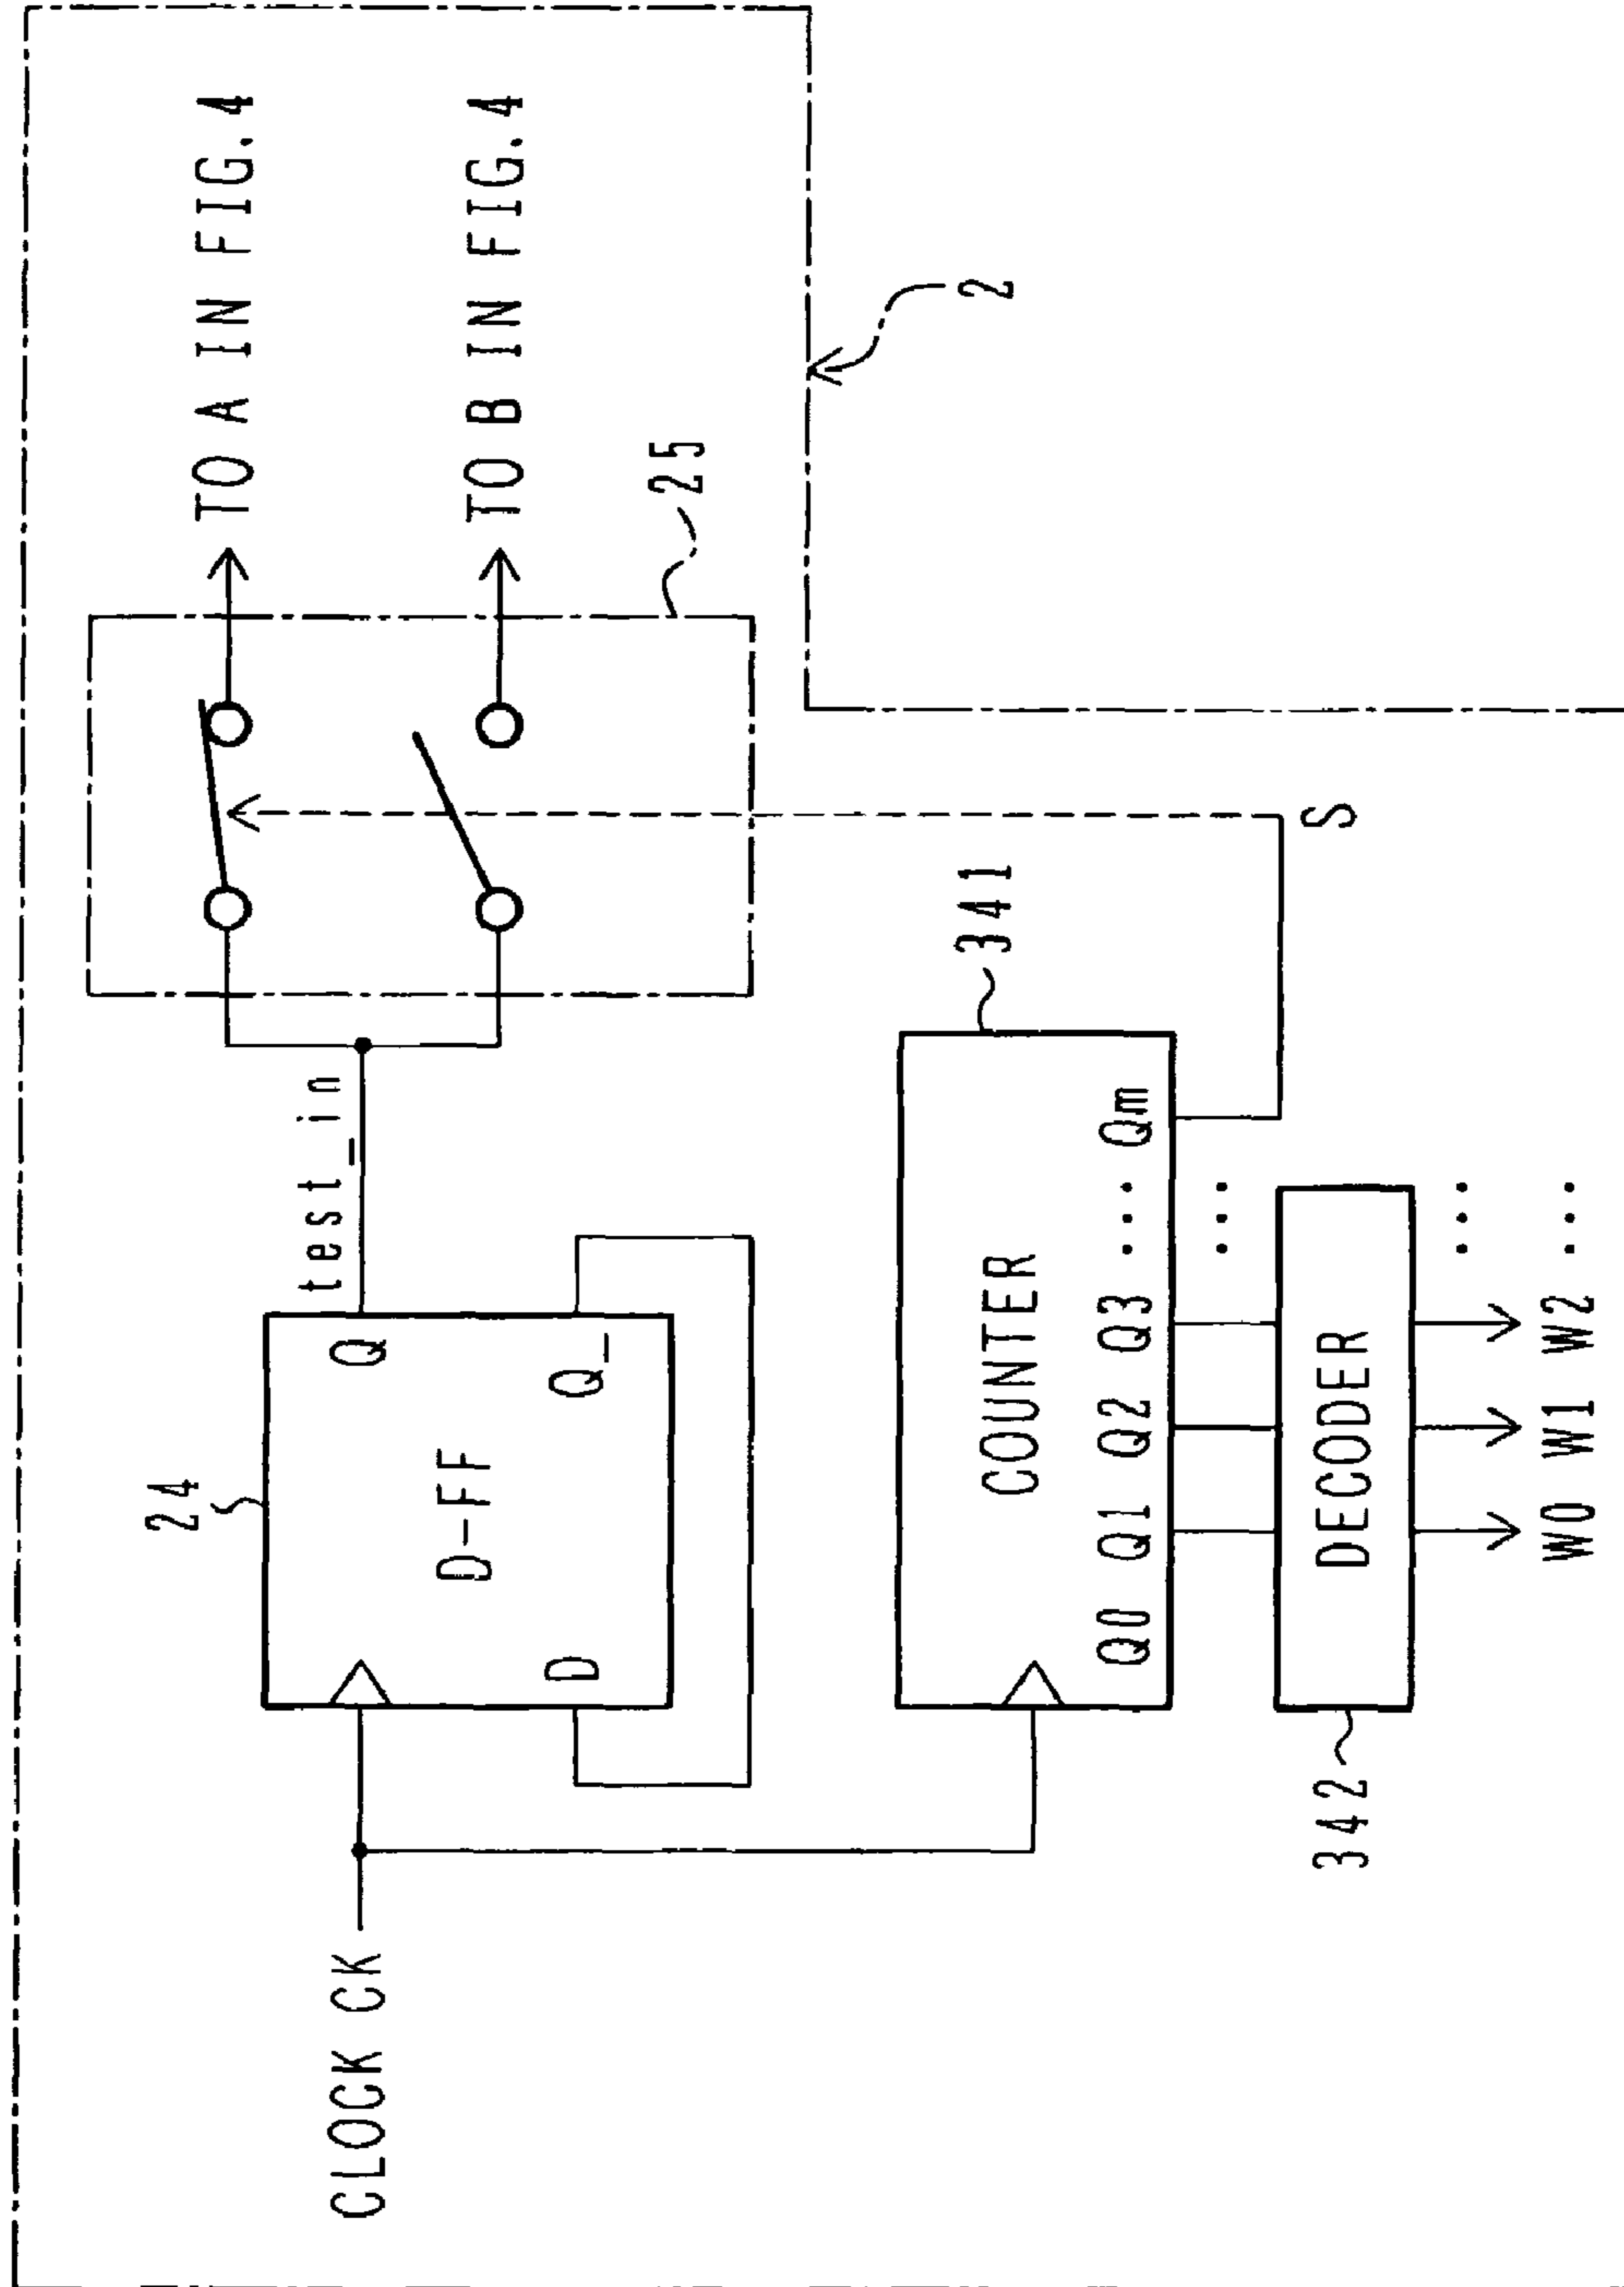 TO A IN FIG.4
TO B IN FIG.4
24
25
2
CLOCK CK
test_in
Q
D-FF
D
Q_
341
COUNTER
S
Q0 Q1 Q2 Q3 ... Qm
...
342
DECODER
...
W0 W1 W2 ...